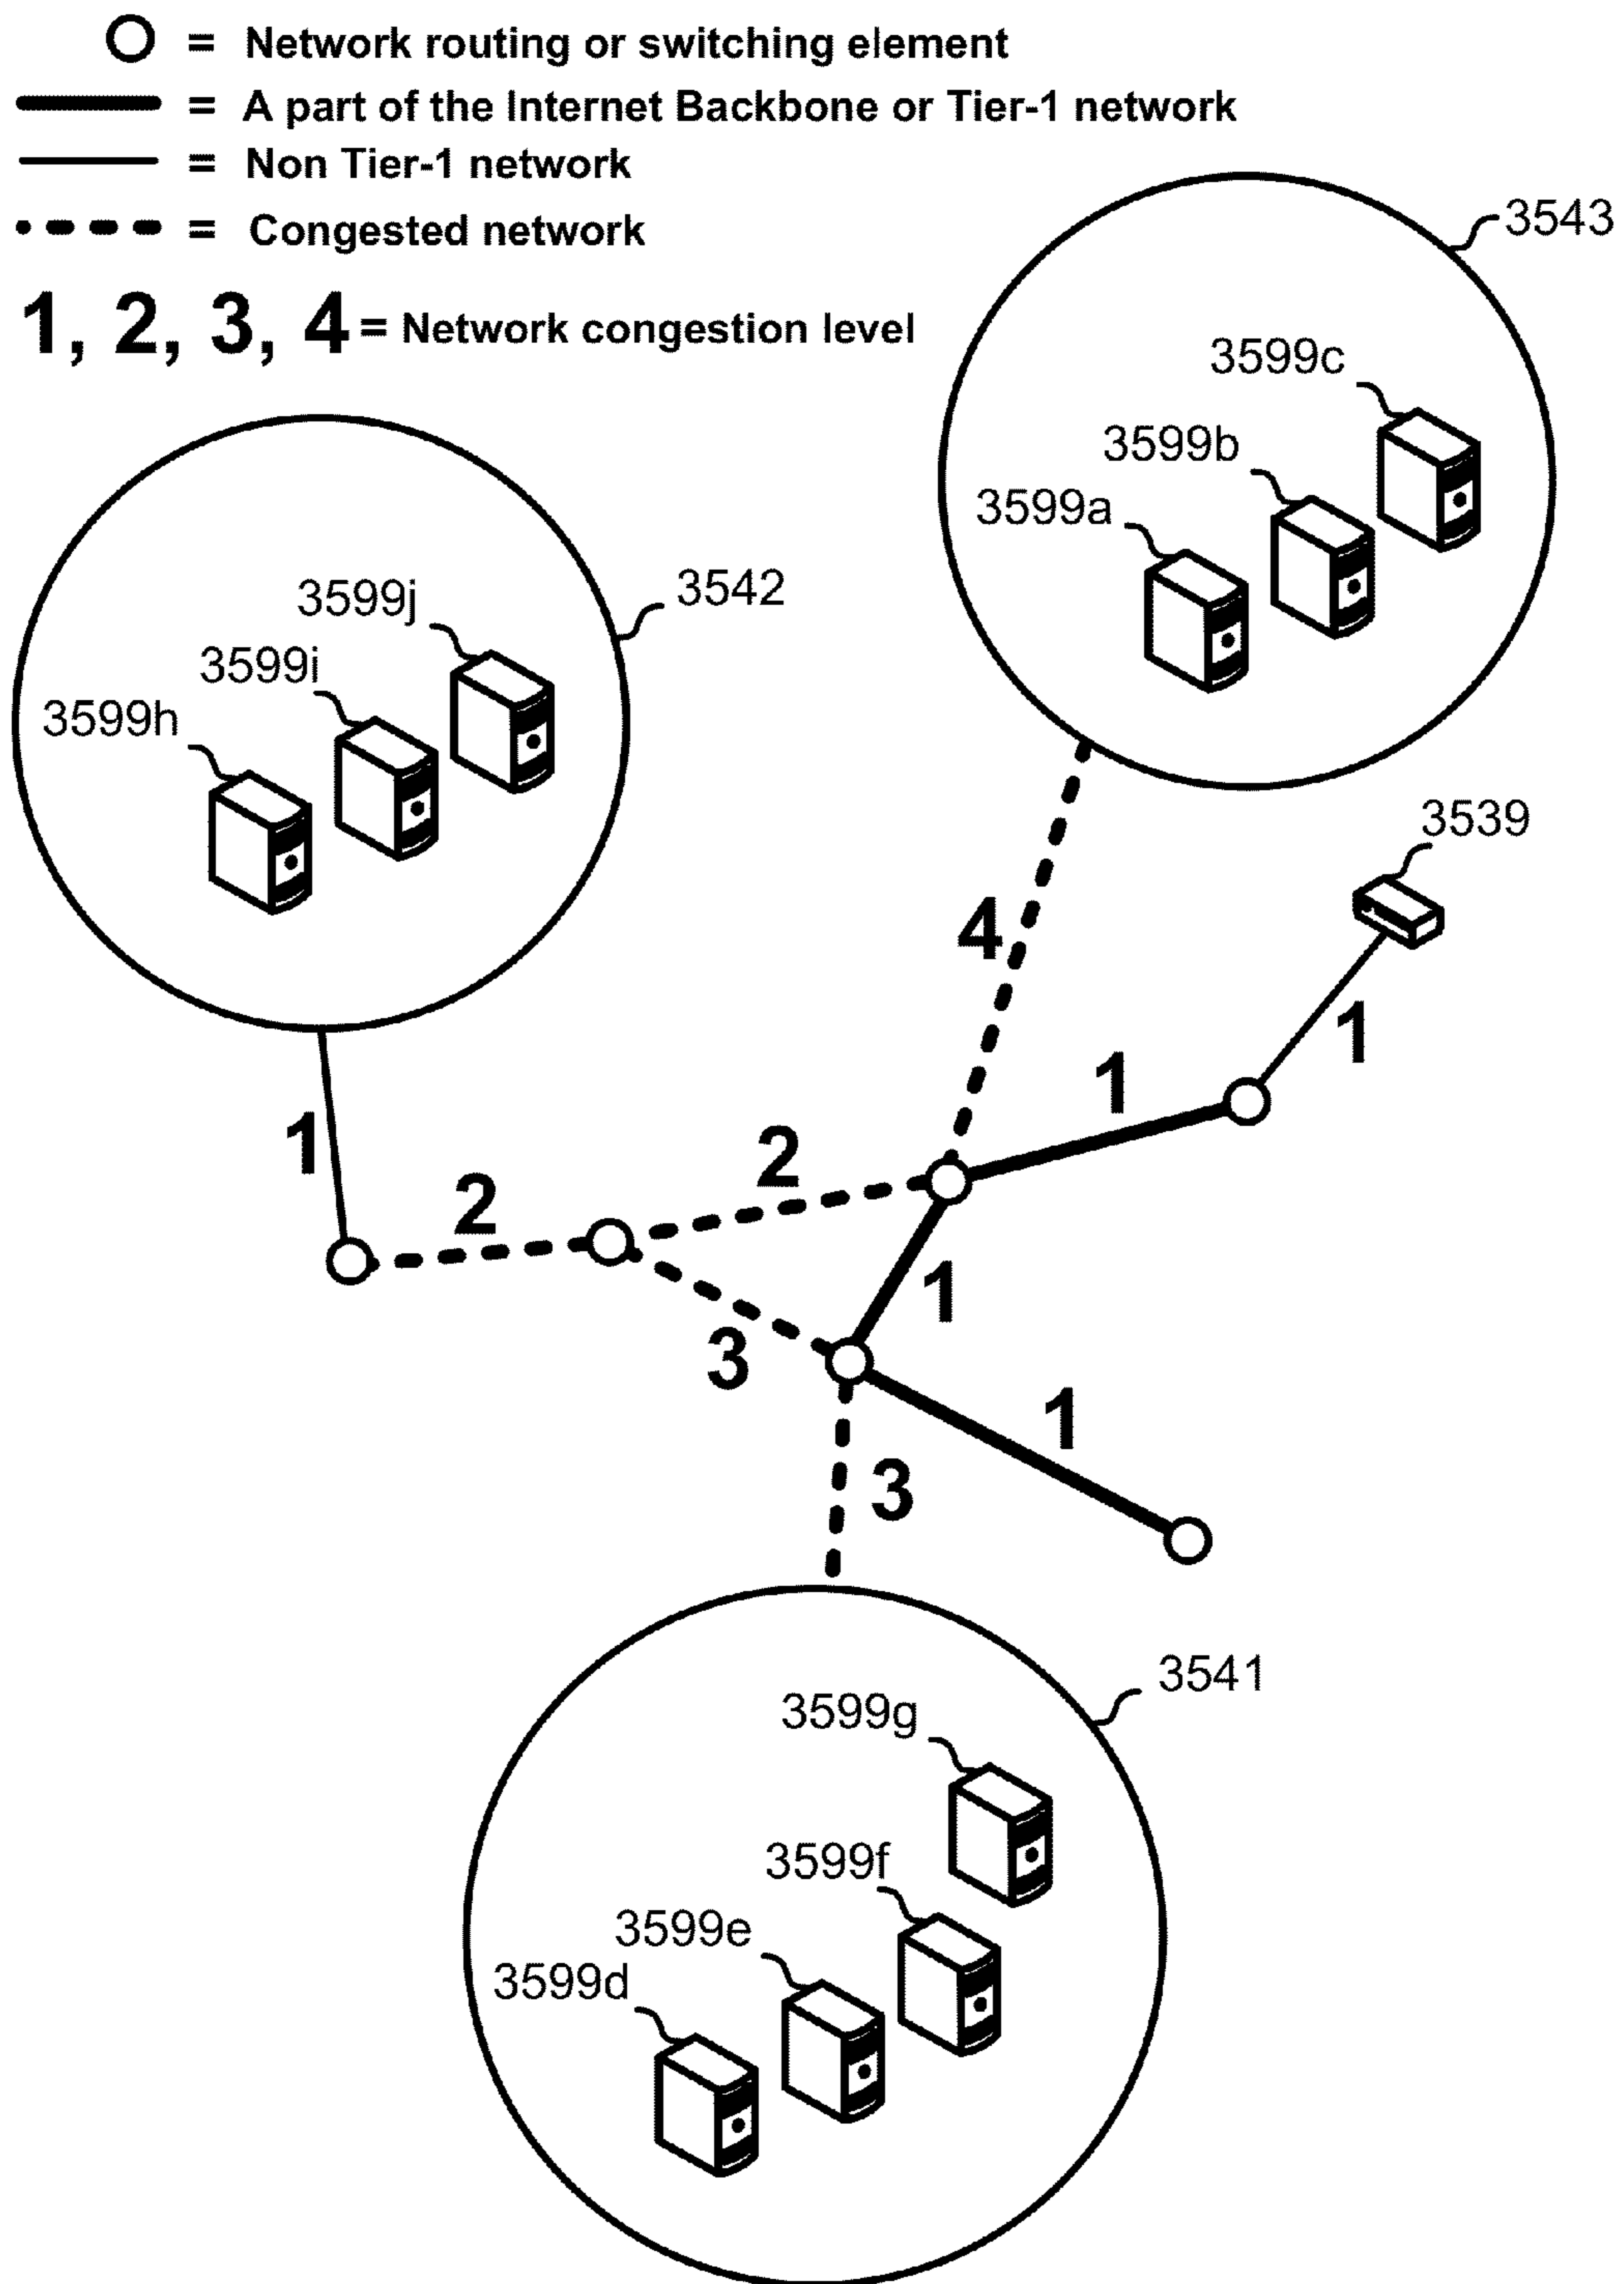 = Network routing or switching element
= A part of the Internet Backbone or Tier-1 network
= Non Tier-1 network
= Congested network
1, 2, 3, 4 = Network congestion level
3543
3599c
3599b
3599a
3542
3599j
3599i
3599h
3539
4
1
1
1
2
2
1
3
1
3
3541
3599g
3599f
3599e
3599d